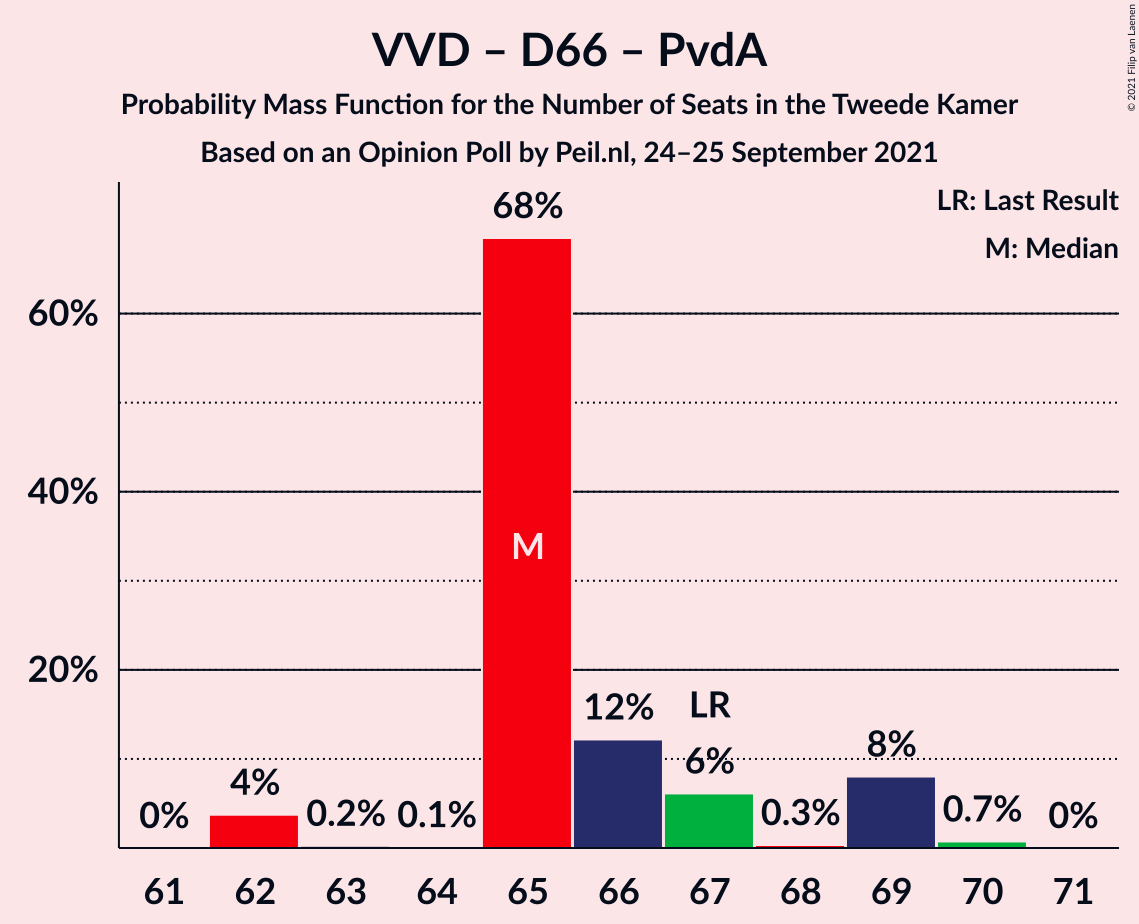 VVD – D66 – PvdA
Probability Mass Function for the Number of Seats in the Tweede Kamer
Based on an Opinion Poll by Peil.nl, 24–25 September 2021
© 2021 Filip van Laenen
LR: Last Result
M: Median
60%
40%
20%
0%
4%
0.2%
0.1%
68%
M
12%
LR
6%
0.3%
8%
0.7%
0%
61 62 63 64 65 66 67 68 69 70 71